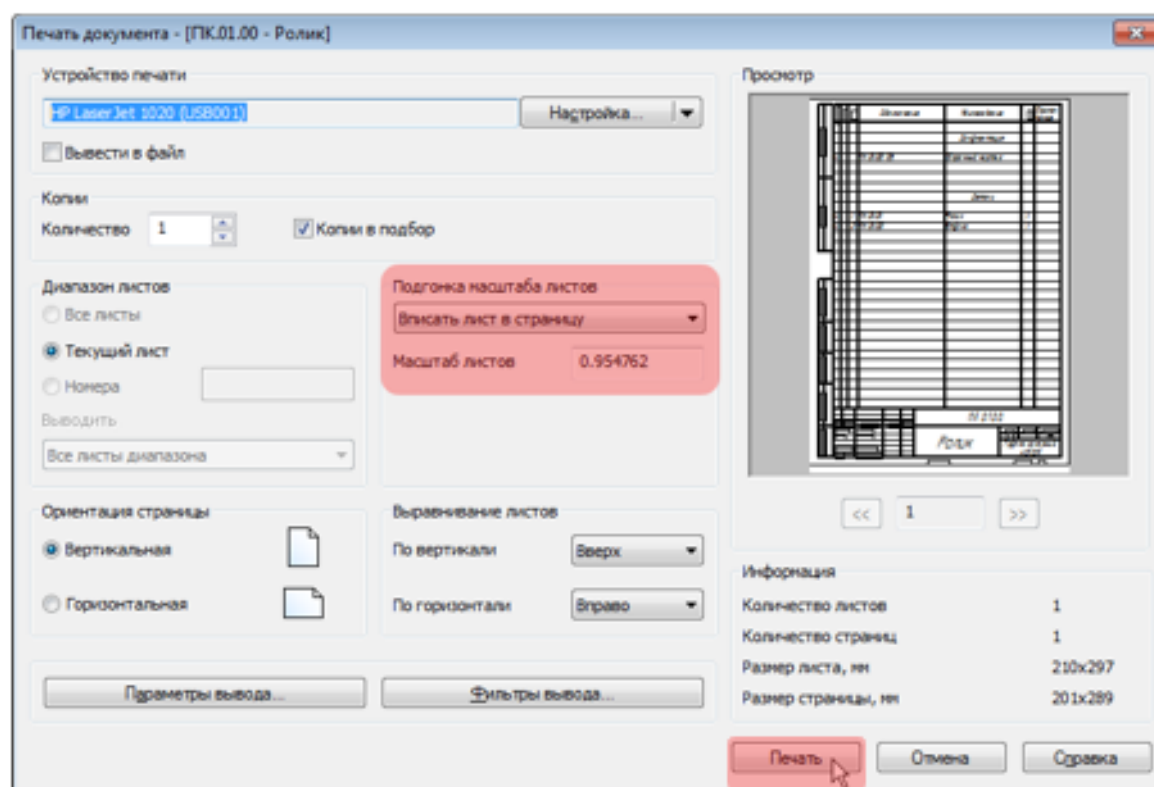 Печать документа - [ПК.01.00 - Ролик]
Устройство печати
HP LaserJet 1020 (USB001)
Настройка...
Вывести в файл
Копии
Количество 1
Копии в подбор
Диапазон листов
Все листы
Текущий лист
Номера
Выводить
Все листы диапазона
Подгонка масштаба листов
Вписать лист в страницу
Масштаб листов 0.954762
Ориентация страницы
Вертикальная
Горизонтальная
Выравнивание листов
По вертикали Вверх
По горизонтали Вправо
Параметры вывода...
Фильтры вывода...
Просмотр
Ролик
<< 1 >>
Информация
Количество листов 1
Количество страниц 1
Размер листа, мм 210x297
Размер страницы, мм 201x289
Печать
Отмена
Справка